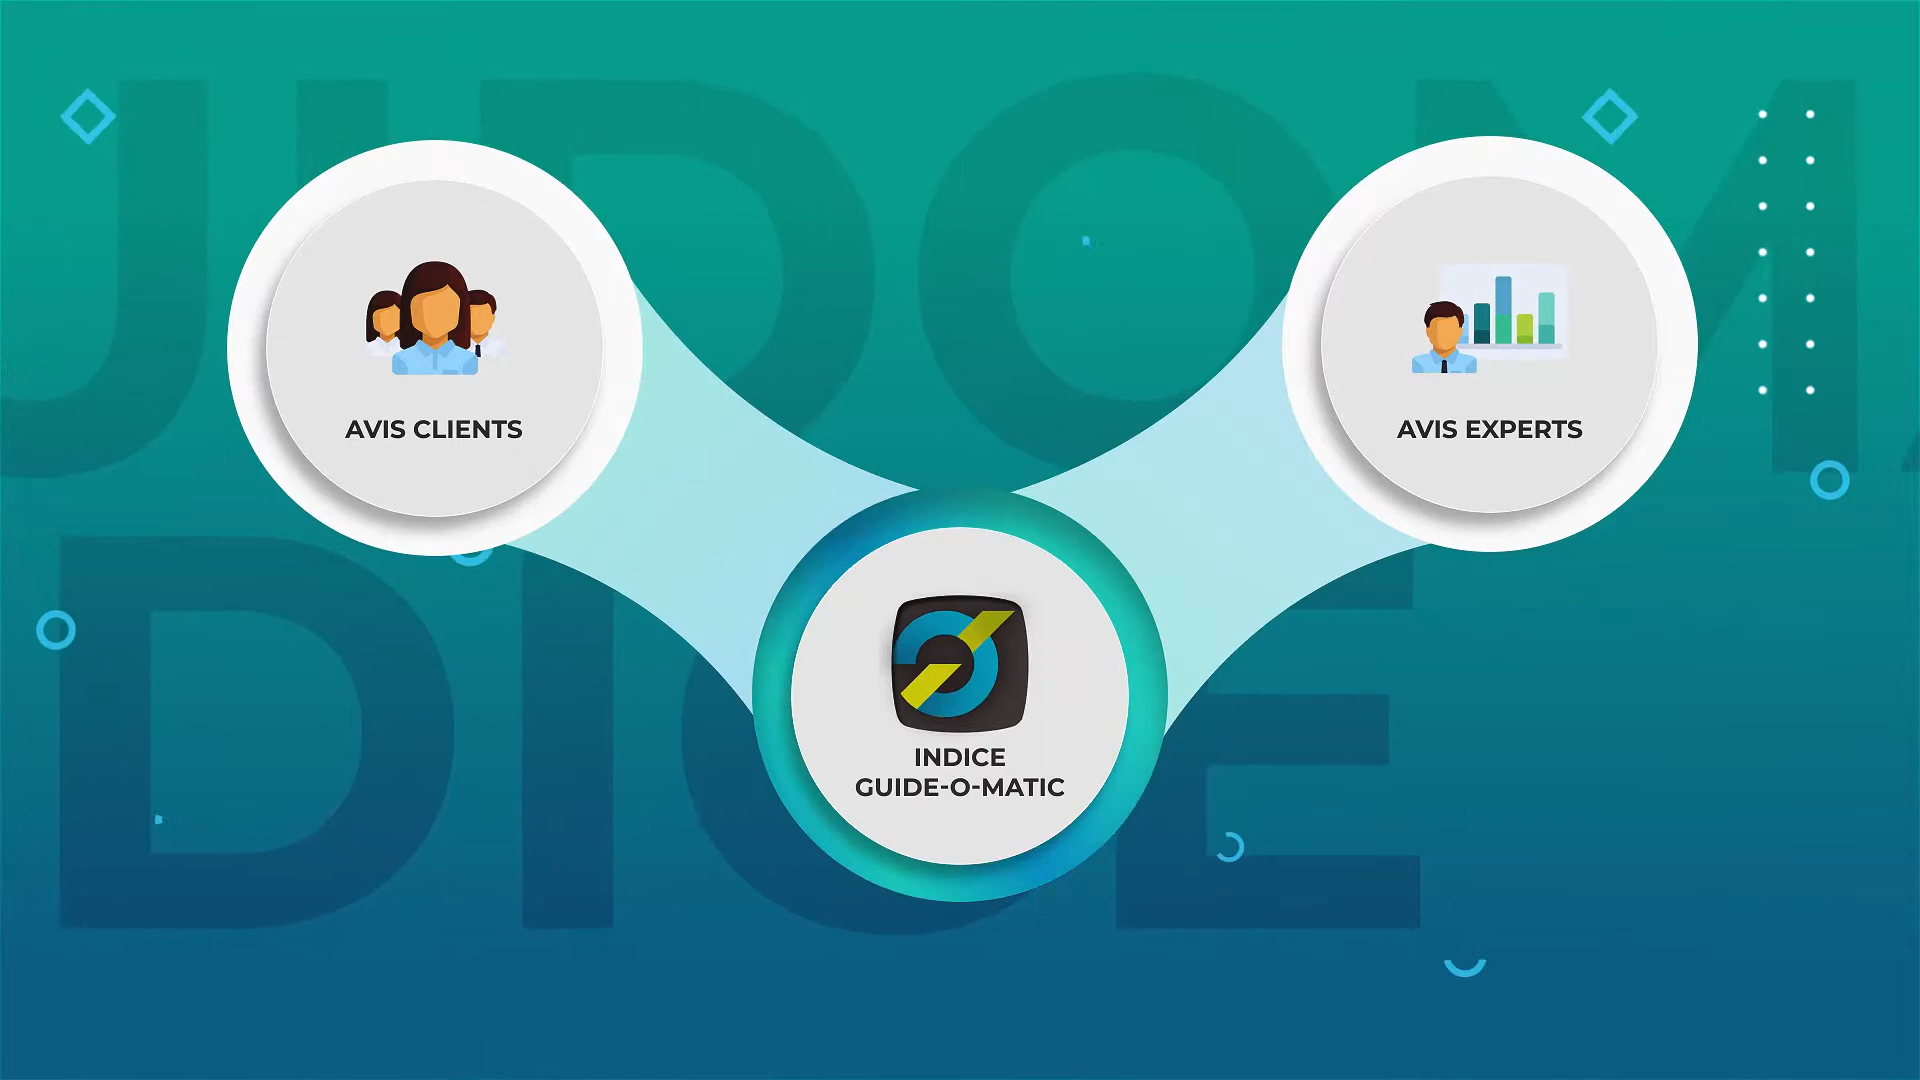 AVIS CLIENTS
AVIS EXPERTS
INDICE
GUIDE-O-MATIC